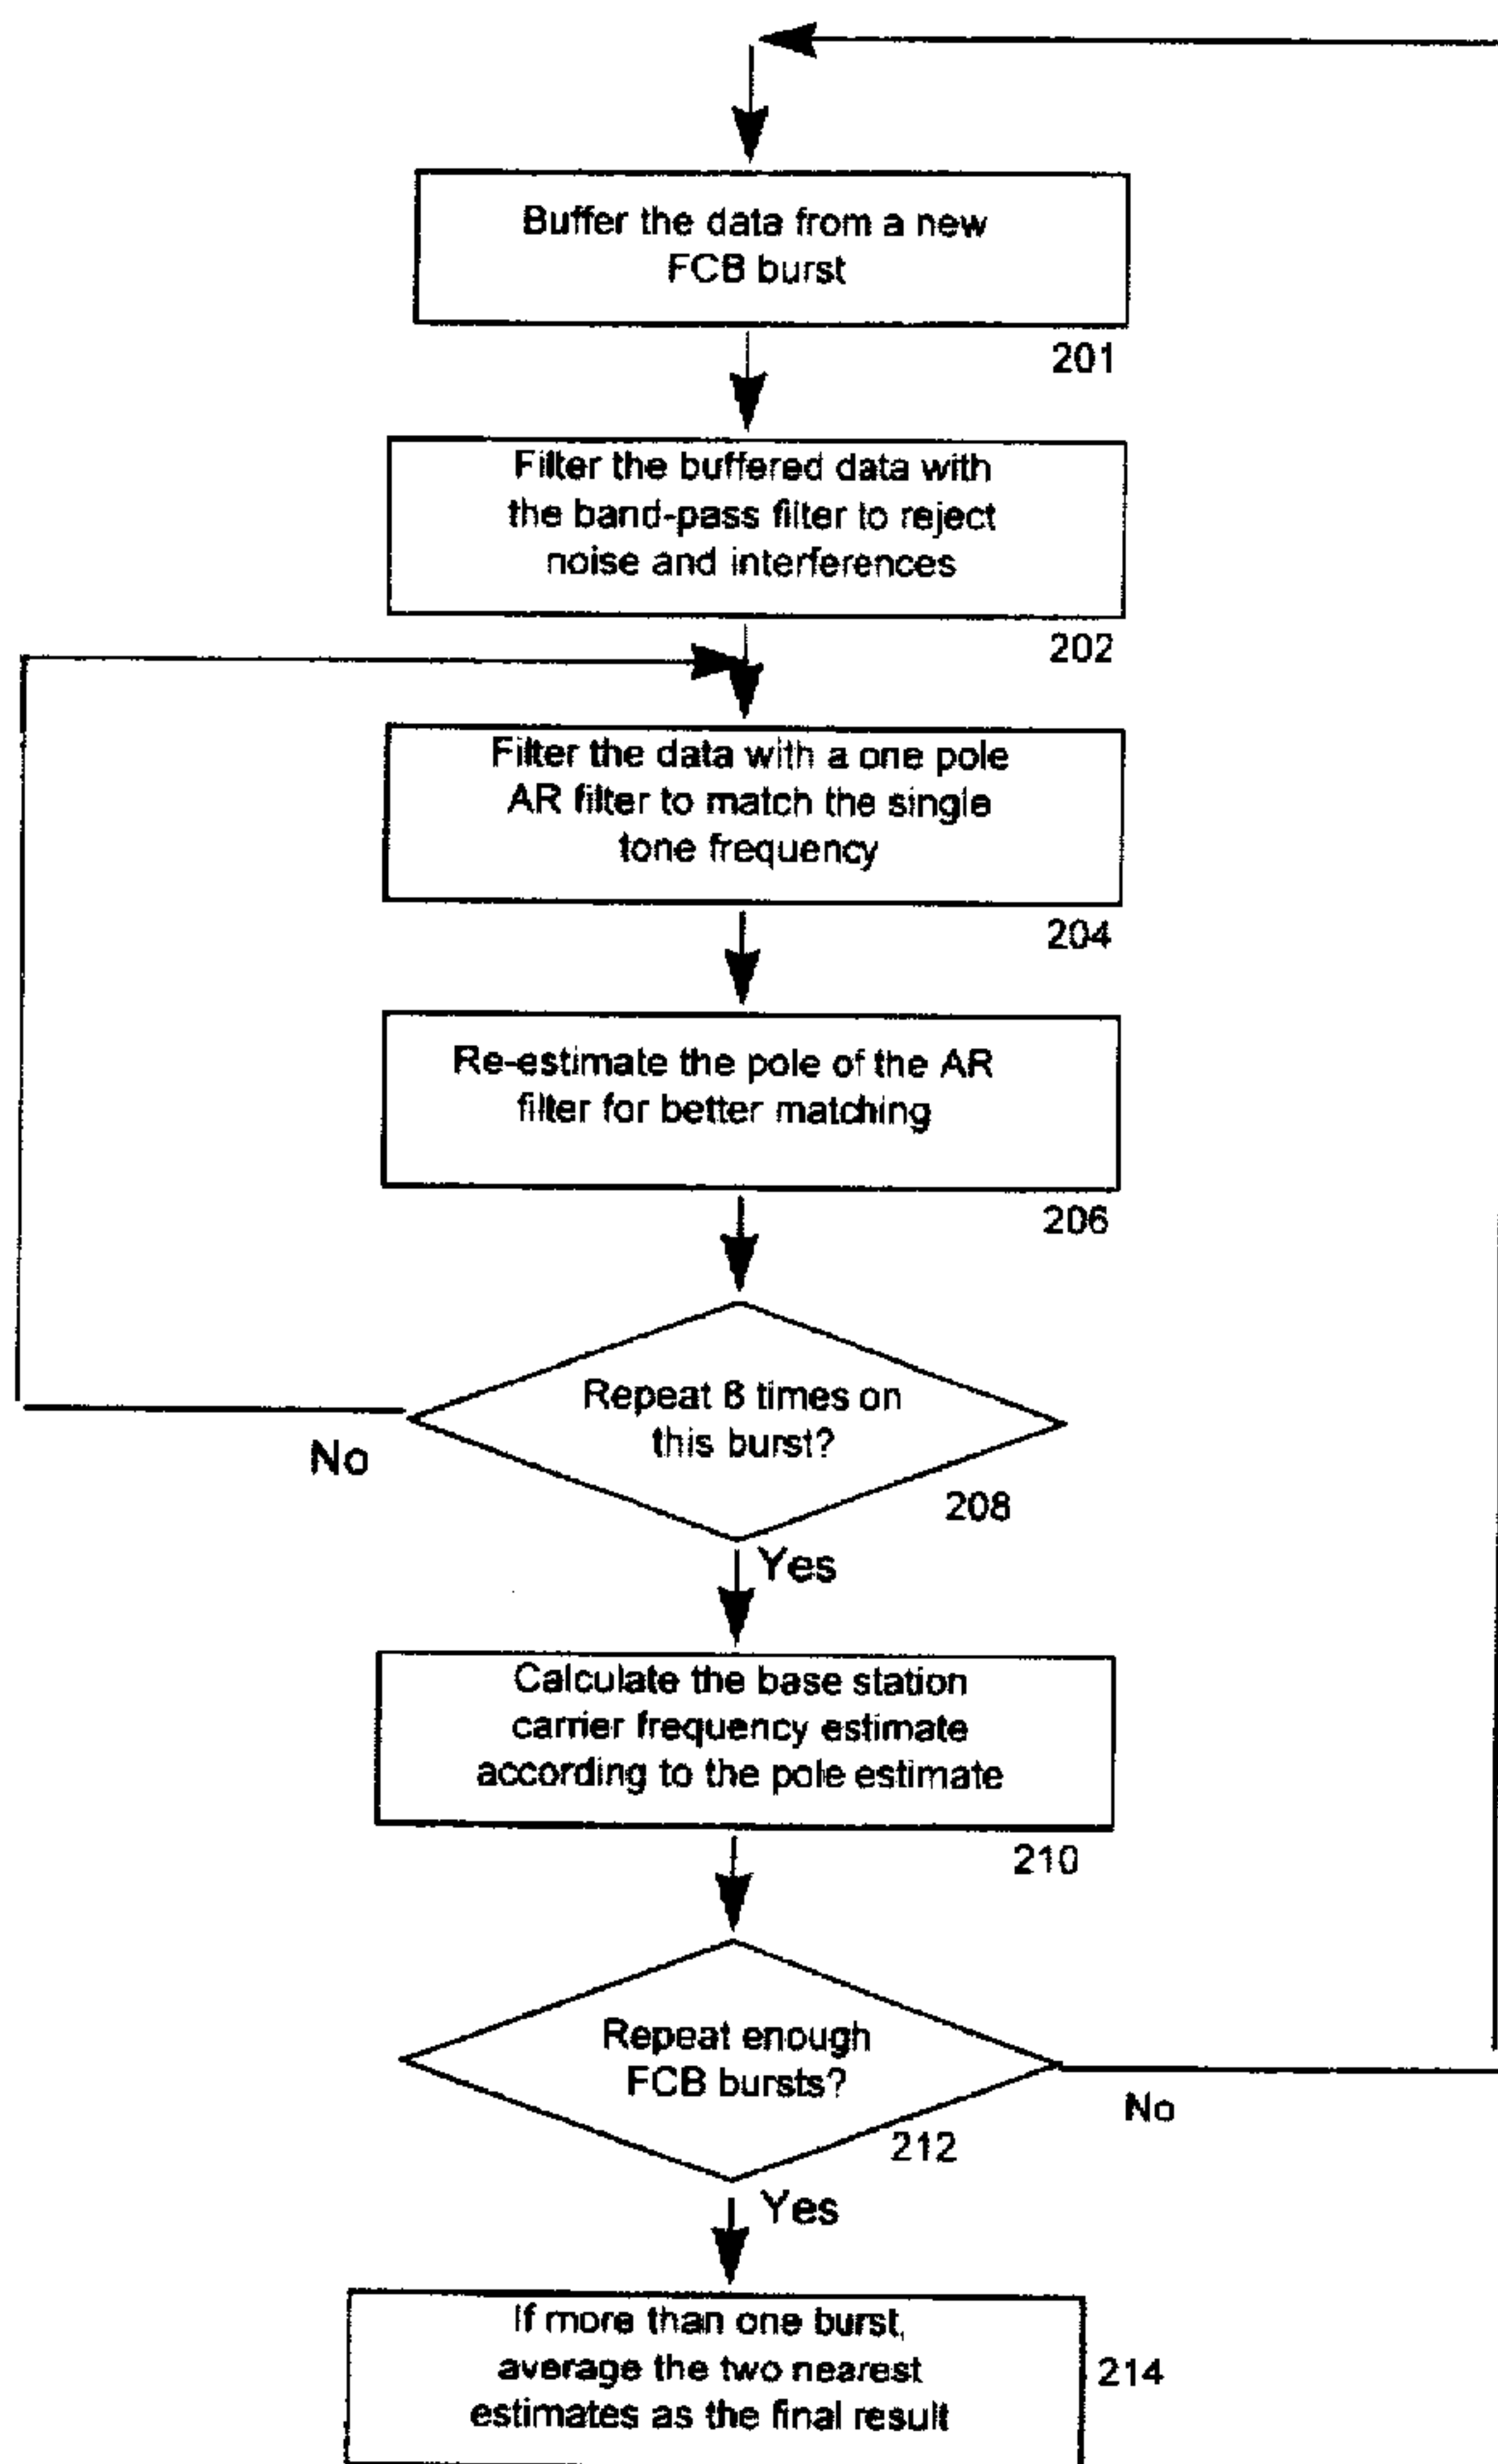 Buffer the data from a new
FCB burst
201
Filter the buffered data with
the band-pass filter to reject
noise and interferences
202
Filter the data with a one pole
AR filter to match the single
tone frequency
204
Re-estimate the pole of the AR
filter for better matching
206
Repeat 8 times on
this burst?
208
No
Yes
Calculate the base station
carrier frequency estimate
according to the pole estimate
210
Repeat enough
FCB bursts?
212
No
Yes
If more than one burst,
average the two nearest
estimates as the final result
214